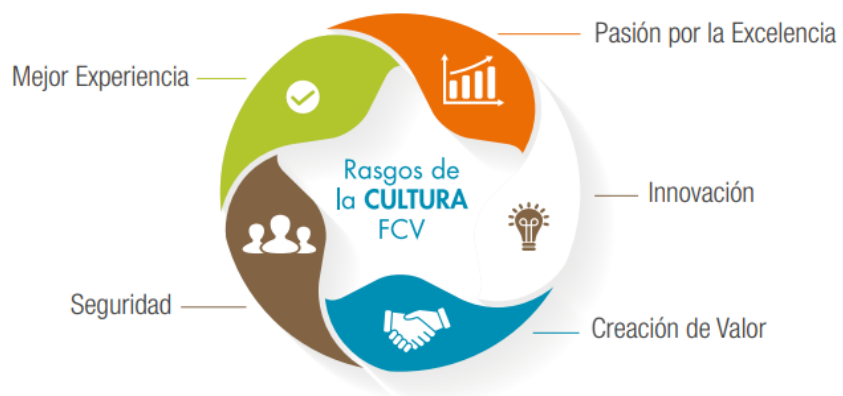 Pasión por la Excelencia
Mejor Experiencia
Rasgos de
la CULTURA
FCV
Innovación
Seguridad
Creación de Valor